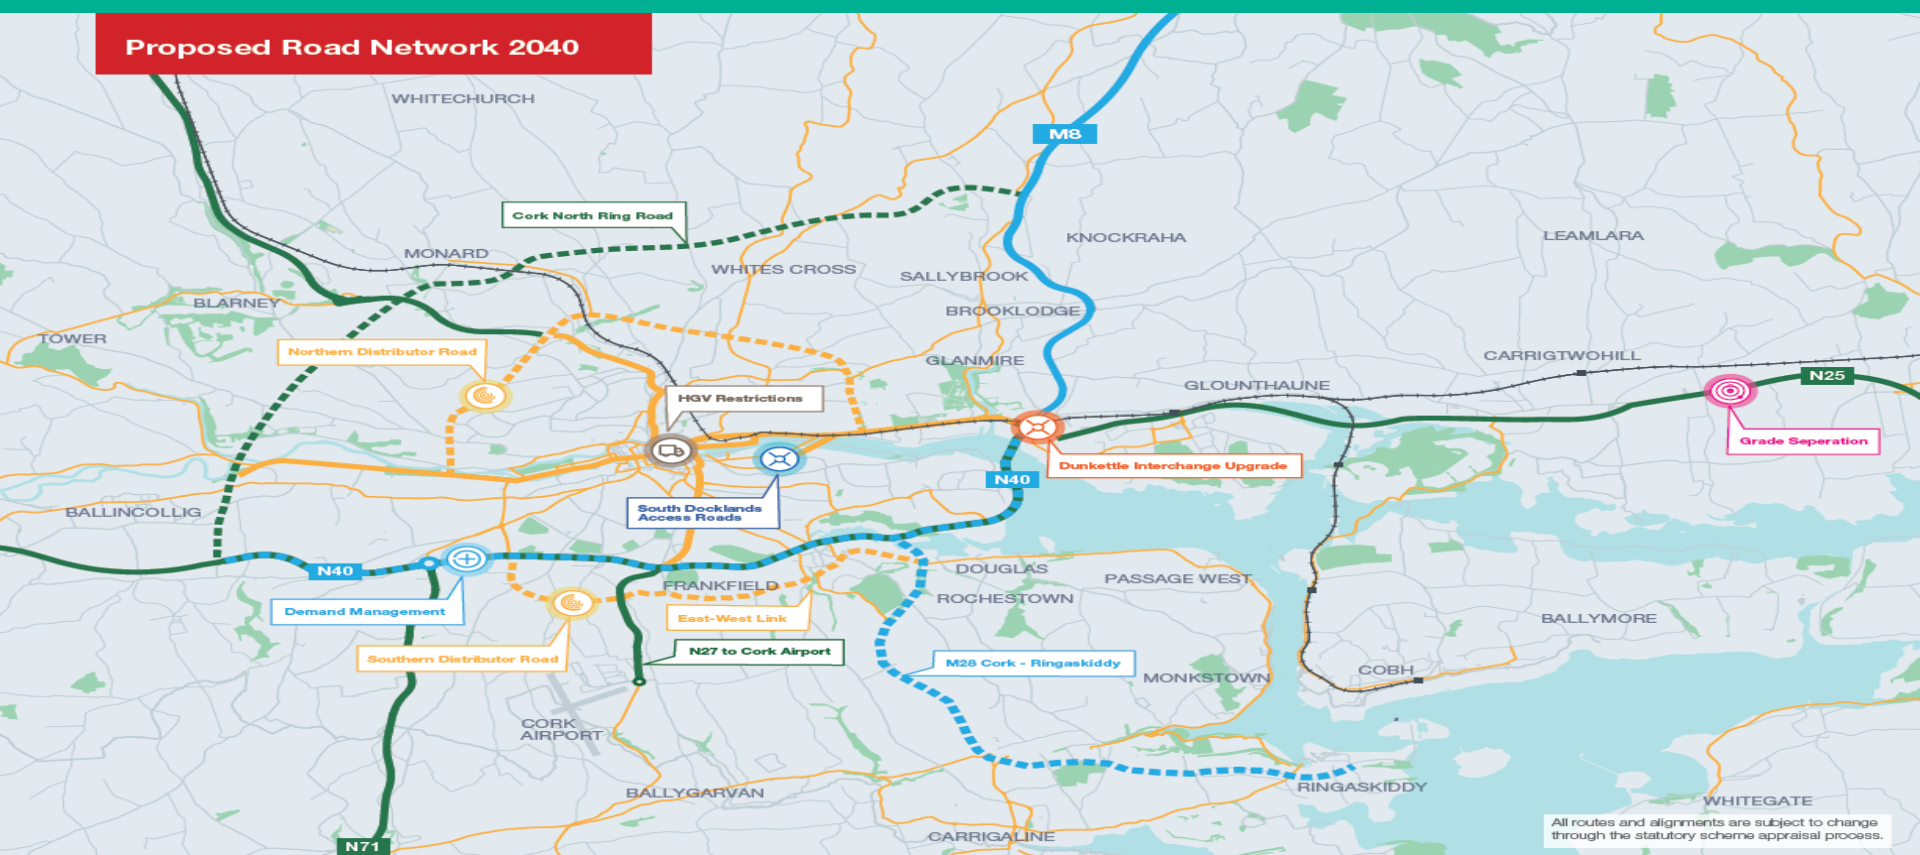 Proposed Road Network 2040
WHITECHURCH
M8
Cork North Ring Road
KNOCKRAHA
LEAMLARA
MONARD
WHITES CROSS
SALLYBROOK
BLARNEY
BROOKLODGE
TOWER
Northern Distributor Road
GLANMIRE
CARRIGTWOHILL
N25
GLOUNTHAUNE
HGV Restrictions
Grade Seperation
Dunkettle Interchange Upgrade
N40
BALLINCOLLIG
South Docklands
Access Roads
N40
DOUGLAS
PASSAGE WEST
FRANKFIELD
ROCHESTOWN
Demand Management
East-West Link
BALLYMORE
N27 to Cork Airport
Southern Distributor Road
M28 Cork - Ringaskiddy
COBH
MONKSTOWN
CORK
AIRPORT
BALLYGARVAN
RINGASKIDDY
WHITEGATE
CARRIGALINE
N71
All routes and alignments are subject to change
through the statutory scheme appraisal process.